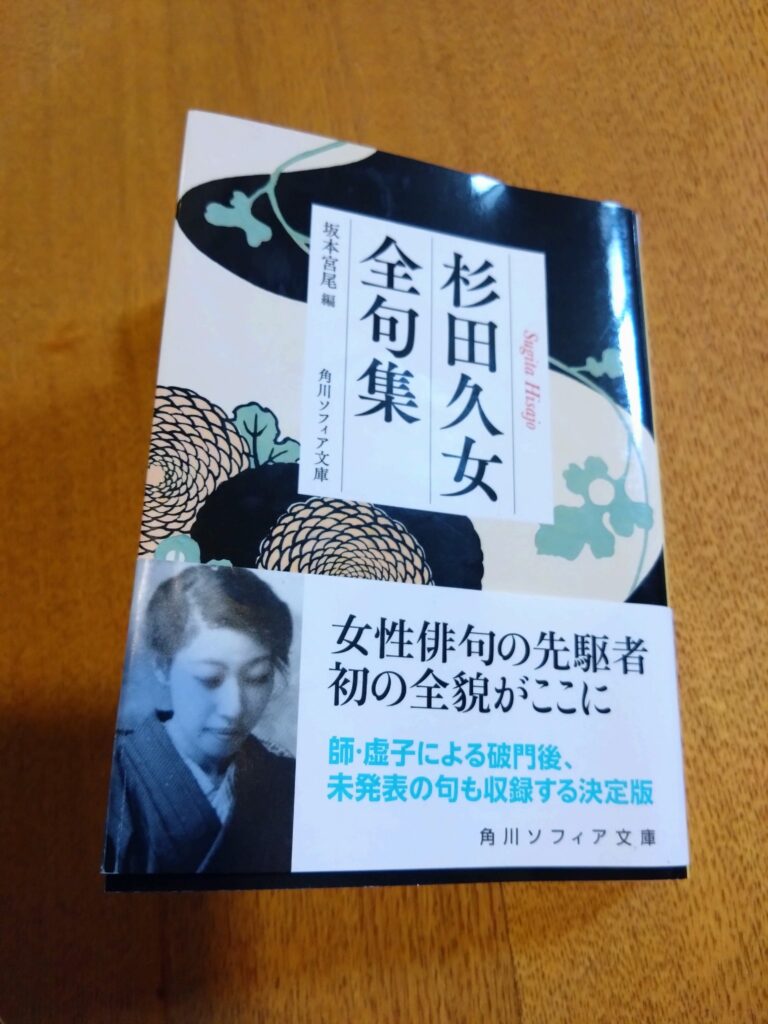 Sugita Hisajo
杉田久女
全句集
坂本宮尾 編
角川ソフィア文庫
女性俳句の先駆者
初の全貌がここに
師・虚子による破門後、
未発表の句も収録する決定版
角川ソフィア文庫